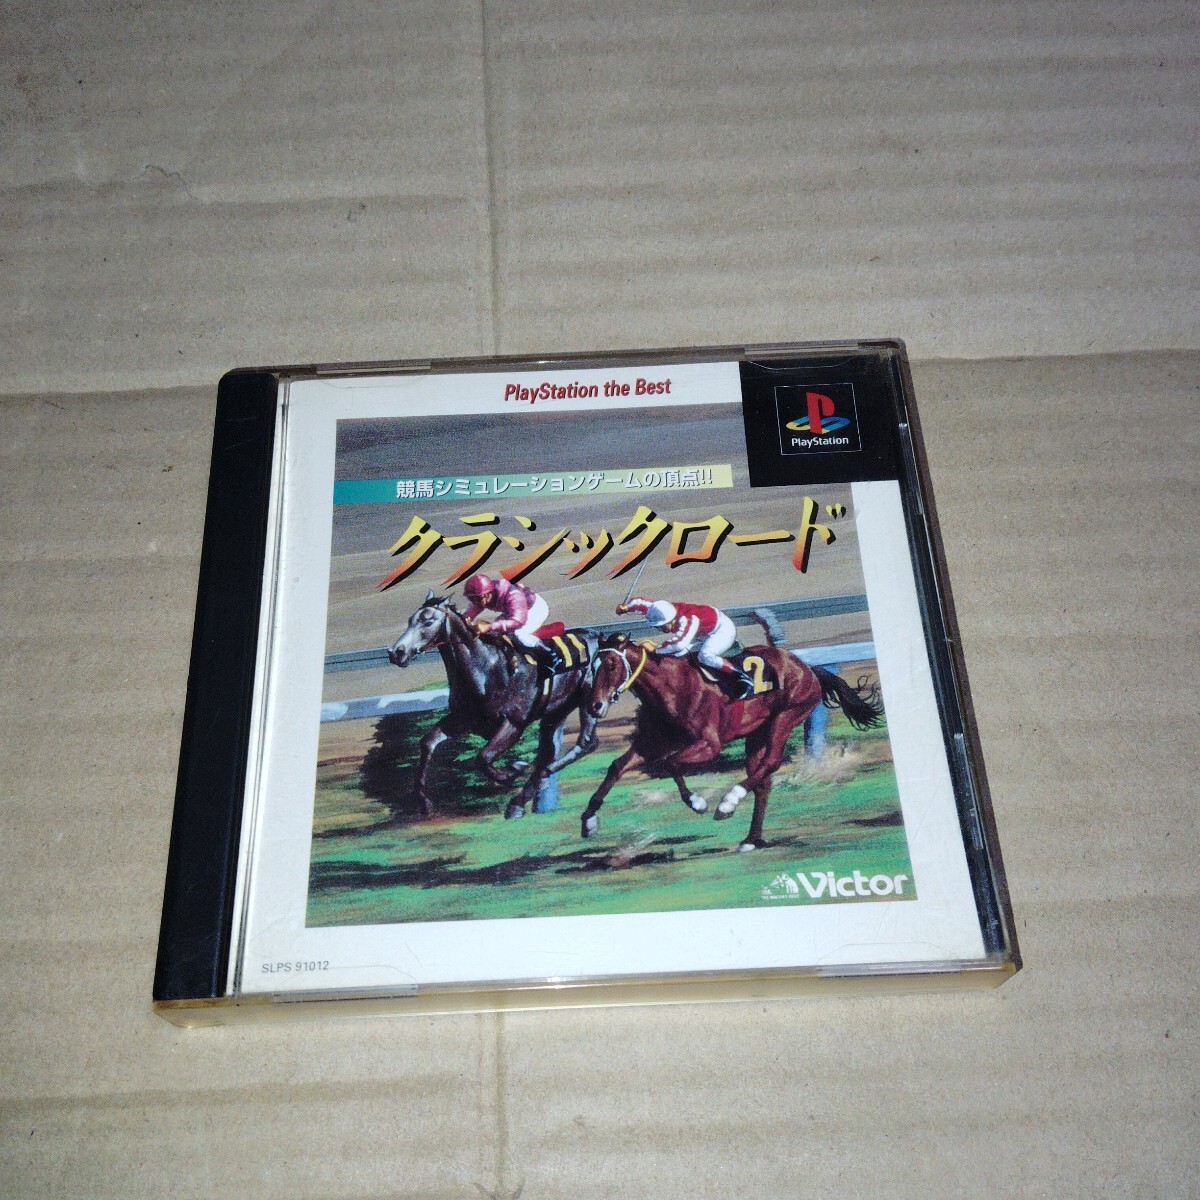 PlayStation the Best
PlayStation
競馬シミュレーションゲームの頂点!!
クラシックロード
11
2
Victor
SLPS 91012